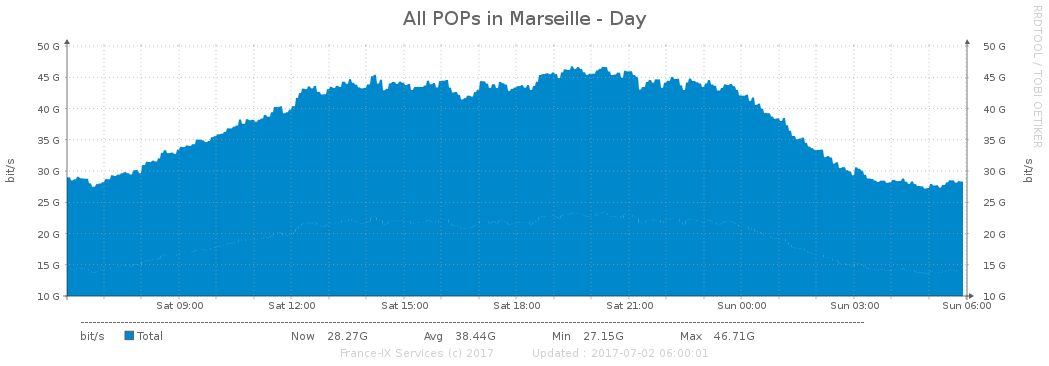 All POPs in Marseille - Day
RRDTOOL / TOBI OETIKER
50 G 50 G
45 G 45 G
40 G 40 G
35 G 35 G
30 G 30 G
25 G 25 G
20 G 20 G
15 G 15 G
10 G 10 G
bit/s
bit/s
Sat 09:00 Sat 12:00 Sat 15:00 Sat 18:00 Sat 21:00 Sun 00:00 Sun 03:00 Sun 06:00
bit/s Total Now 28.27G Avg 38.44G Min 27.15G Max 46.71G
France-IX Services (c) 2017 Updated : 2017-07-02 06:00:01